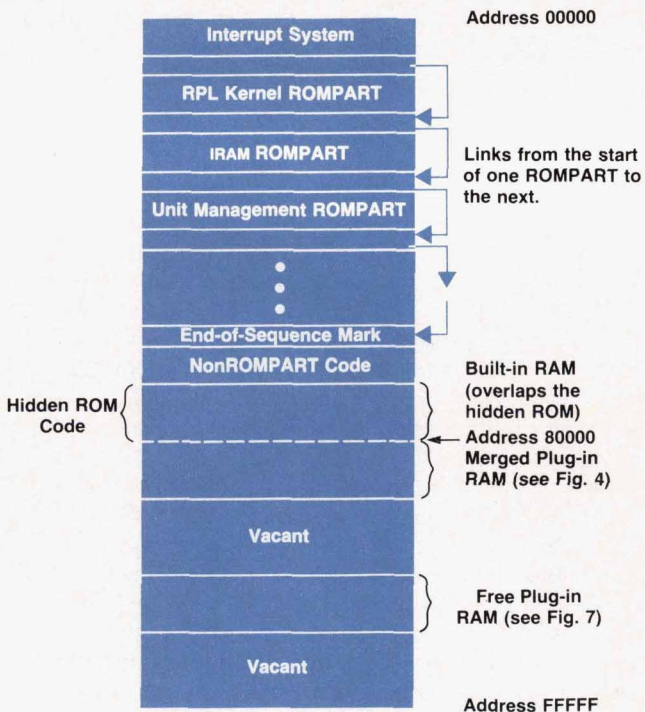 Address 00000
Interrupt System
RPL Kernel ROMPART
IRAM ROMPART
Links from the start
of one ROMPART to
the next.
Unit Management ROMPART
End-of-Sequence Mark
NonROMPART Code
Hidden ROM
Code
Built-in RAM
(overlaps the
hidden ROM)
Address 80000
Merged Plug-in
RAM (see Fig. 4)
Vacant
Free Plug-in
RAM (see Fig. 7)
Vacant
Address FFFFF